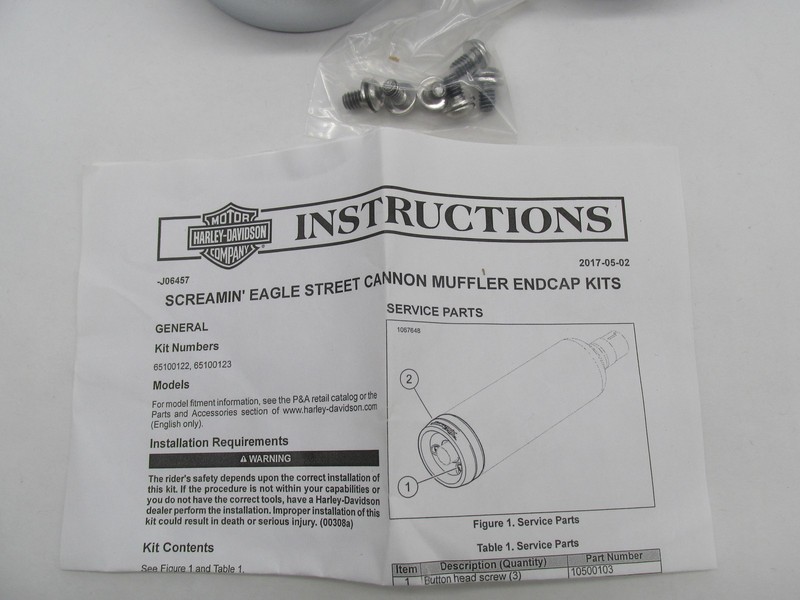 MOTOR
HARLEY-DAVIDSON
COMPANY
INSTRUCTIONS
-J06457
2017-05-02
SCREAMIN' EAGLE STREET CANNON MUFFLER ENDCAP KITS
GENERAL
Kit Numbers
65100122, 65100123
Models
For model fitment information, see the P&A retail catalog or the
Parts and Accessories section of www.harley-davidson.com
(English only).
Installation Requirements
⚠ WARNING
The rider's safety depends upon the correct installation of
this kit. If the procedure is not within your capabilities or
you do not have the correct tools, have a Harley-Davidson
dealer perform the installation. Improper installation of this
kit could result in death or serious injury. (00308a)
Kit Contents
See Figure 1 and Table 1.
SERVICE PARTS
1087648
2
1
Figure 1. Service Parts
Table 1. Service Parts
Item Description (Quantity) Part Number
1 Button head screw (3) 10500103